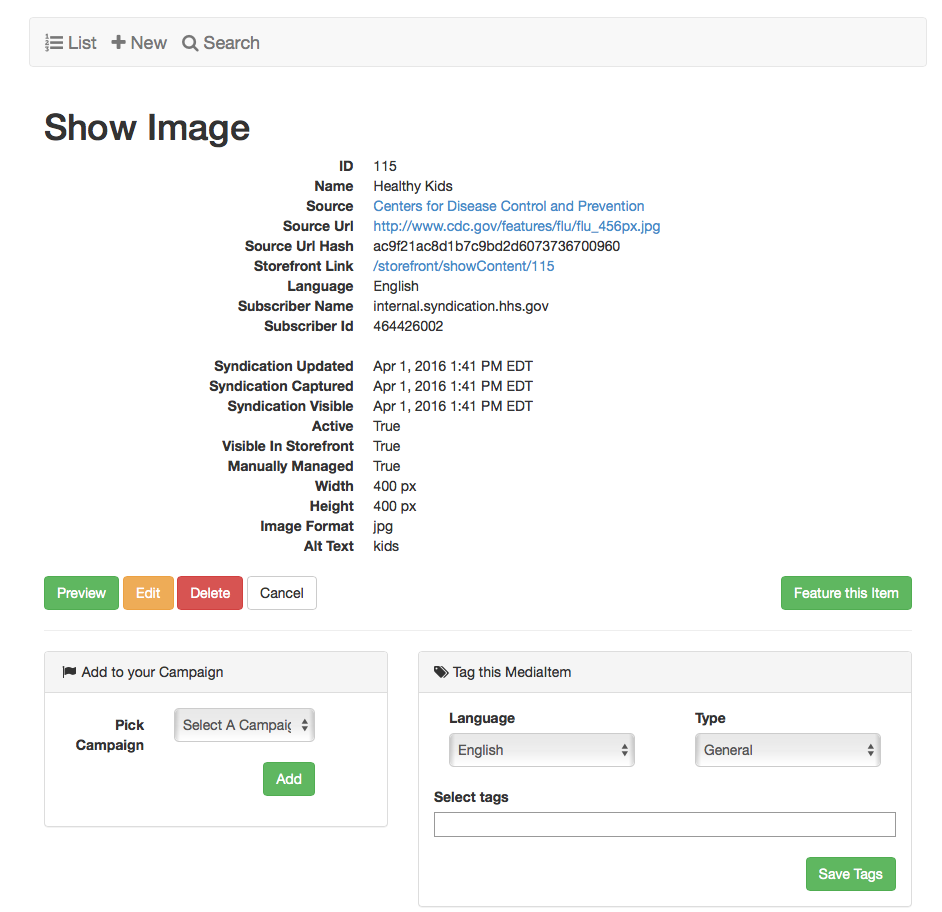 List New Search
Show Image
ID 115
Name Healthy Kids
Source Centers for Disease Control and Prevention
Source Url http://www.cdc.gov/features/flu/flu_456px.jpg
Source Url Hash ac9f21ac8d1b7c9bd2d6073736700960
Storefront Link /storefront/showContent/115
Language English
Subscriber Name internal.syndication.hhs.gov
Subscriber Id 464426002
Syndication Updated Apr 1, 2016 1:41 PM EDT
Syndication Captured Apr 1, 2016 1:41 PM EDT
Syndication Visible Apr 1, 2016 1:41 PM EDT
Active True
Visible In Storefront True
Manually Managed True
Width 400 px
Height 400 px
Image Format jpg
Alt Text kids
Preview Edit Delete Cancel Feature this Item
Add to your Campaign
Pick Campaign
Select A Campaig
Add
Tag this MediaItem
Language Type
English General
Select tags
Save Tags